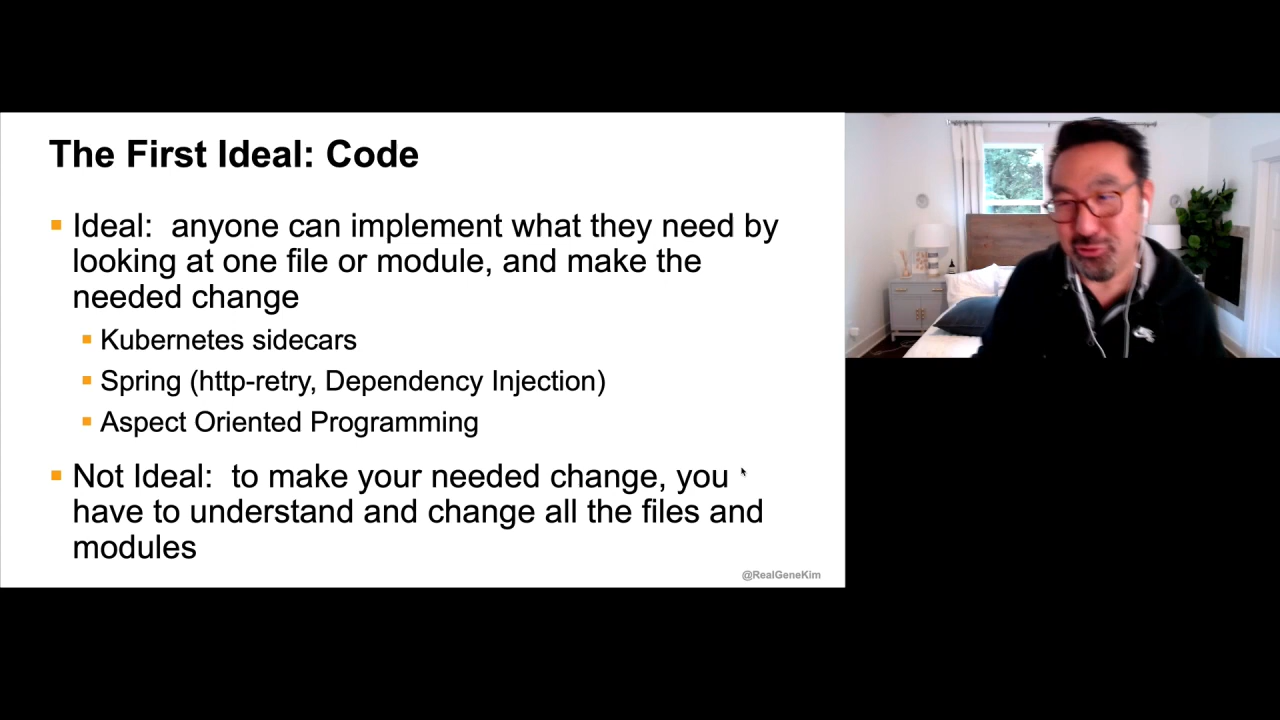 The First Ideal: Code
Ideal:  anyone can implement what they need by
looking at one file or module, and make the
needed change
Kubernetes sidecars
Spring (http-retry, Dependency Injection)
Aspect Oriented Programming
Not Ideal:  to make your needed change, you
have to understand and change all the files and
modules
@RealGeneKim